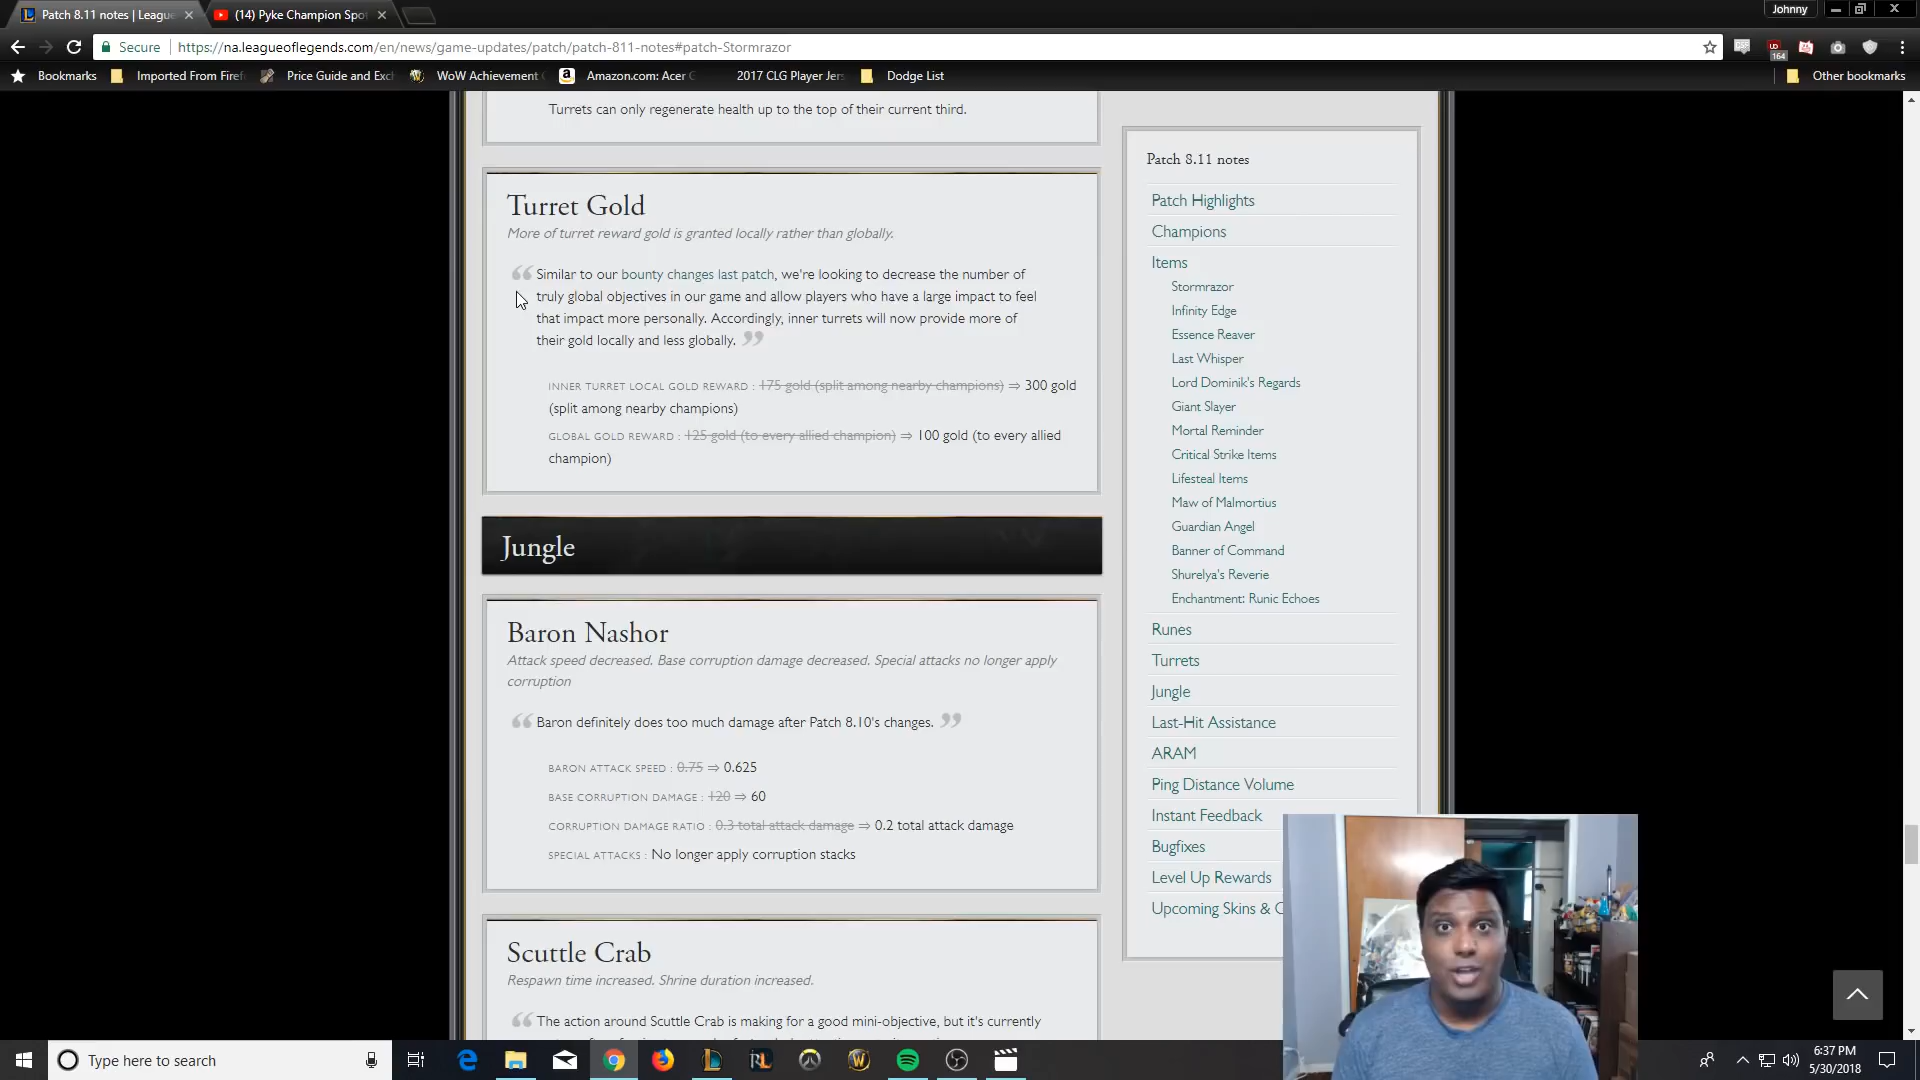 Patch 8.11 notes | League
(14) Pyke Champion Spo
Johnny
Secure
https://na.leagueoflegends.com/en/news/game-updates/patch/patch-811-notes#patch-Stormrazor
164
Bookmarks
Imported From Firef
Price Guide and Exch
WoW Achievement
Amazon.com: Acer
2017 CLG Player Jers
Dodge List
Other bookmarks
Turrets can only regenerate health up to the top of their current third.
Turret Gold
More of turret reward gold is granted locally rather than globally.
“ Similar to our bounty changes last patch, we're looking to decrease the number of
truly global objectives in our game and allow players who have a large impact to feel
that impact more personally. Accordingly, inner turrets will now provide more of
their gold locally and less globally. ”
INNER TURRET LOCAL GOLD REWARD : 175 gold (split among nearby champions) ⇒ 300 gold
(split among nearby champions)
GLOBAL GOLD REWARD : 125 gold (to every allied champion) ⇒ 100 gold (to every allied
champion)
Jungle
Baron Nashor
Attack speed decreased. Base corruption damage decreased. Special attacks no longer apply
corruption
“ Baron definitely does too much damage after Patch 8.10's changes. ”
BARON ATTACK SPEED : 0.75 ⇒ 0.625
BASE CORRUPTION DAMAGE : 120 ⇒ 60
CORRUPTION DAMAGE RATIO : 0.3 total attack damage ⇒ 0.2 total attack damage
SPECIAL ATTACKS : No longer apply corruption stacks
Scuttle Crab
Respawn time increased. Shrine duration increased.
“ The action around Scuttle Crab is making for a good mini-objective, but it's currently
Patch 8.11 notes
Patch Highlights
Champions
Items
Stormrazor
Infinity Edge
Essence Reaver
Last Whisper
Lord Dominik's Regards
Giant Slayer
Mortal Reminder
Critical Strike Items
Lifesteal Items
Maw of Malmortius
Guardian Angel
Banner of Command
Shurelya's Reverie
Enchantment: Runic Echoes
Runes
Turrets
Jungle
Last-Hit Assistance
ARAM
Ping Distance Volume
Instant Feedback
Bugfixes
Level Up Rewards
Upcoming Skins & C
Type here to search
6:37 PM
5/30/2018